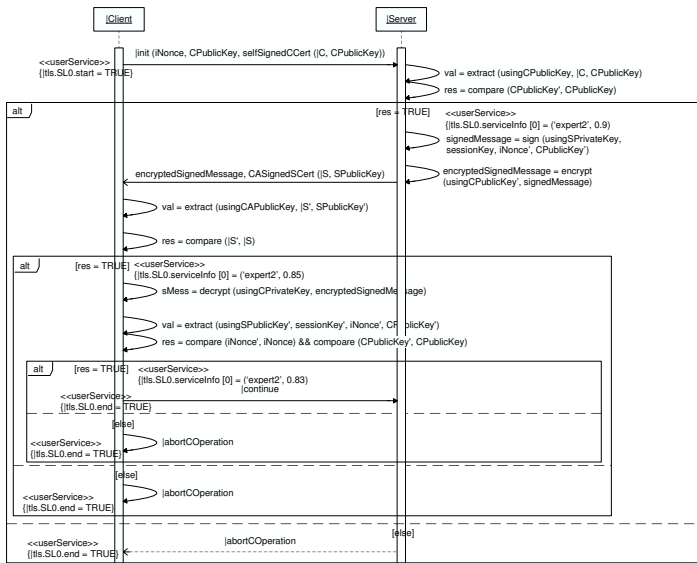 |Client
|Server
|init (iNonce, CPublicKey, selfSignedCCert (|C, CPublicKey))
<<userService>>
{|tls.SL0.start = TRUE}
val = extract (usingCPublicKey, |C, CPublicKey)
res = compare (CPublicKey', CPublicKey)
alt
[res = TRUE]
<<userService>>
{|tls.SL0.serviceInfo [0] = ('expert2', 0.9)
signedMessage = sign (usingSPrivateKey,
sessionKey, iNonce', CPublicKey')
encryptedSignedMessage, CASignedSCert (|S, SPublicKey)
encryptedSignedMessage = encrypt
(usingCPublicKey', signedMessage)
val = extract (usingCAPublicKey, |S', SPublicKey')
res = compare (|S', |S)
alt
[res = TRUE]
<<userService>>
{|tls.SL0.serviceInfo [0] = ('expert2', 0.85)
sMess = decrypt (usingCPrivateKey, encryptedSignedMessage)
val = extract (usingSPublicKey', sessionKey', iNonce', CPublicKey')
res = compare (iNonce', iNonce) && compoare (CPublicKey', CPublicKey)
alt
[res = TRUE]
<<userService>>
{|tls.SL0.serviceInfo [0] = ('expert2', 0.83)
|continue
<<userService>>
{|tls.SL0.end = TRUE}
[else]
<<userService>>
{|tls.SL0.end = TRUE}
|abortCOperation
[else]
<<userService>>
{|tls.SL0.end = TRUE}
|abortCOperation
[else]
<<userService>>
{|tls.SL0.end = TRUE}
|abortCOperation